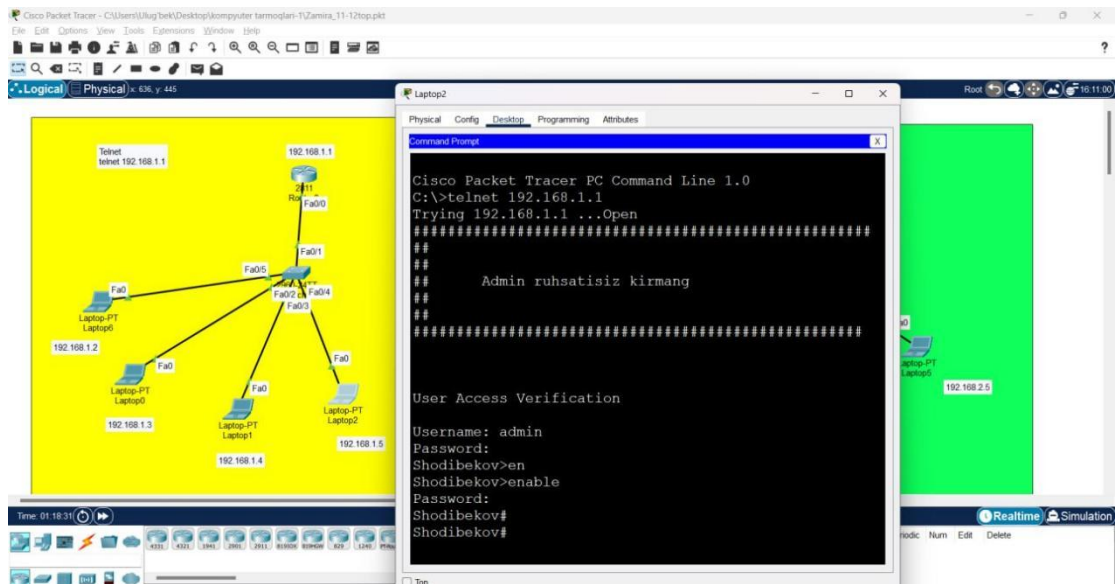 Cisco Packet Tracer - C:\Users\Ulug'bek\Desktop\kompyuter tarmoqlari-1\Zamira_11-12top.pkt
File Edit Options View Tools Extensions Window Help
?
Logical Physical x: 636, y: 445
Root 16:11:00
Telnet
telnet 192.168.1.1
192.168.1.1
2811
Fa0/0
Fa0/1
Fa0/5
Fa0/2
Fa0/4
Fa0/3
Fa0
Laptop-PT
Laptop6
192.168.1.2
Fa0
Laptop-PT
Laptop0
192.168.1.3
Fa0
Laptop-PT
Laptop1
192.168.1.4
Fa0
Laptop-PT
Laptop2
192.168.1.5
Laptop2
Physical Config Desktop Programming Attributes
Command Prompt
X
Cisco Packet Tracer PC Command Line 1.0
C:\>telnet 192.168.1.1
Trying 192.168.1.1 ...Open
#####################################################
##
##
## Admin ruhsatisiz kirmang
##
##
####################################################
User Access Verification
Username: admin
Password:
Shodibekov>en
Shodibekov>enable
Password:
Shodibekov#
Shodibekov#
Top
Laptop5
192.168.2.5
Time: 01:18:31
Realtime Simulation
4331 4321 1941 2901 2911 819IOX 819HGW 829 1240
Num Edit Delete